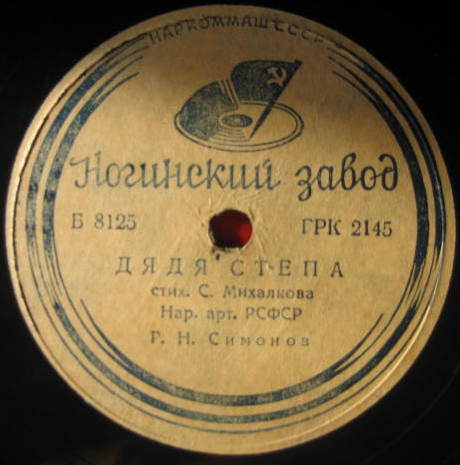 НАРКОММАШ СССР
Ногинский завод
Б 8125 ГРК 2145
ДЯДЯ СТЕПА
стих. С. Михалкова
Нар. арт. РСФСР
Р. Н. Симонов